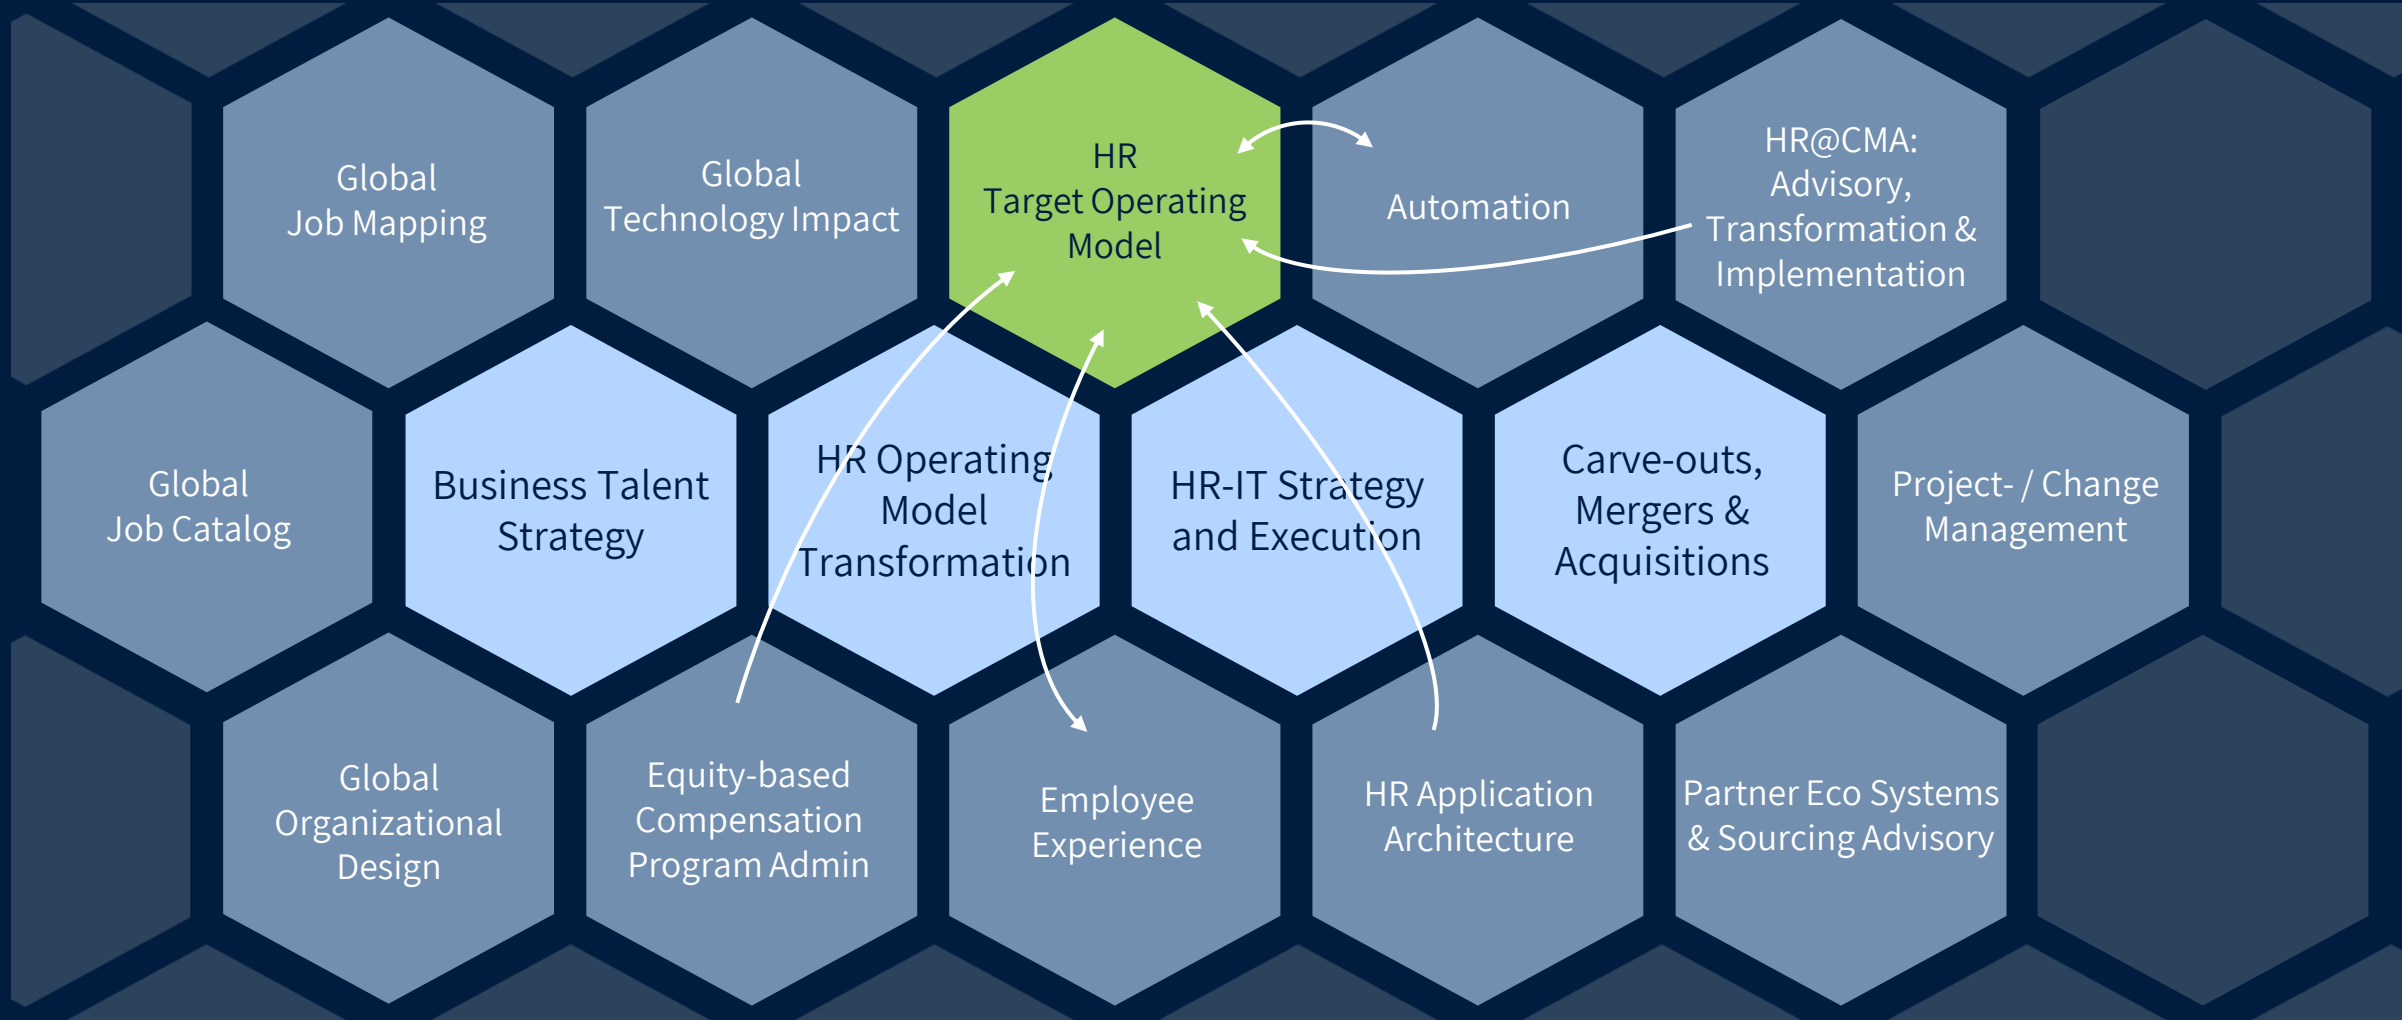 Global
Job Mapping
Global
Technology Impact
HR
Target Operating
Model
Automation
HR@CMA:
Advisory,
Transformation &
Implementation
Global
Job Catalog
Business Talent
Strategy
HR Operating
Model
Transformation
HR-IT Strategy
and Execution
Carve-outs,
Mergers &
Acquisitions
Project- / Change
Management
Global
Organizational
Design
Equity-based
Compensation
Program Admin
Employee
Experience
HR Application
Architecture
Partner Eco Systems
& Sourcing Advisory